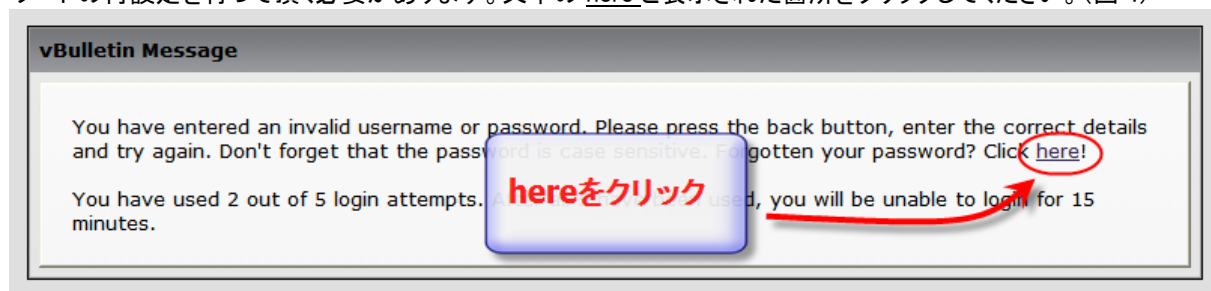 ワードの再設定を行って頂く必要があります。文中の here と表示された箇所をクリックしてください。(図 4)
vBulletin Message
You have entered an invalid username or password. Please press the back button, enter the correct details
and try again. Don't forget that the password is case sensitive. Forgotten your password? Click here!
You have used 2 out of 5 login attempts. used, you will be unable to login for 15
minutes.
hereをクリック